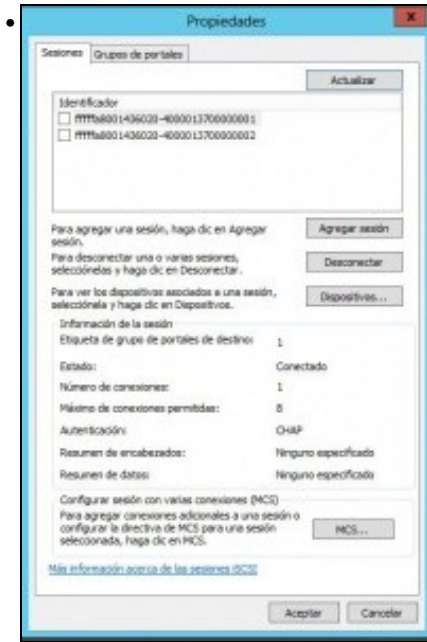 Propiedades
Sesiones Grupos de portales
Actualizar
Identificador
fffffa8001436020-4000013700000001
fffffa8001436020-4000013700000002
Para agregar una sesión, haga clic en Agregar
sesión.
Agregar sesión
Para desconectar una o varias sesiones,
selecciónelas y haga clic en Desconectar.
Desconectar
Para ver los dispositivos asociados a una sesión,
selecciónela y haga clic en Dispositivos.
Dispositivos...
Información de la sesión
Etiqueta de grupo de portales de destino: 1
Estado: Conectado
Número de conexiones: 1
Máximo de conexiones permitidas: 8
Autenticación: CHAP
Resumen de encabezados: Ninguno especificado
Resumen de datos: Ninguno especificado
Configurar sesión con varias conexiones (MCS)
Para agregar conexiones adicionales a una sesión o
configurar la directiva de MCS para una sesión
seleccionada, haga clic en MCS.
MCS...
Más información acerca de las sesiones iSCSI
Aceptar Cancelar